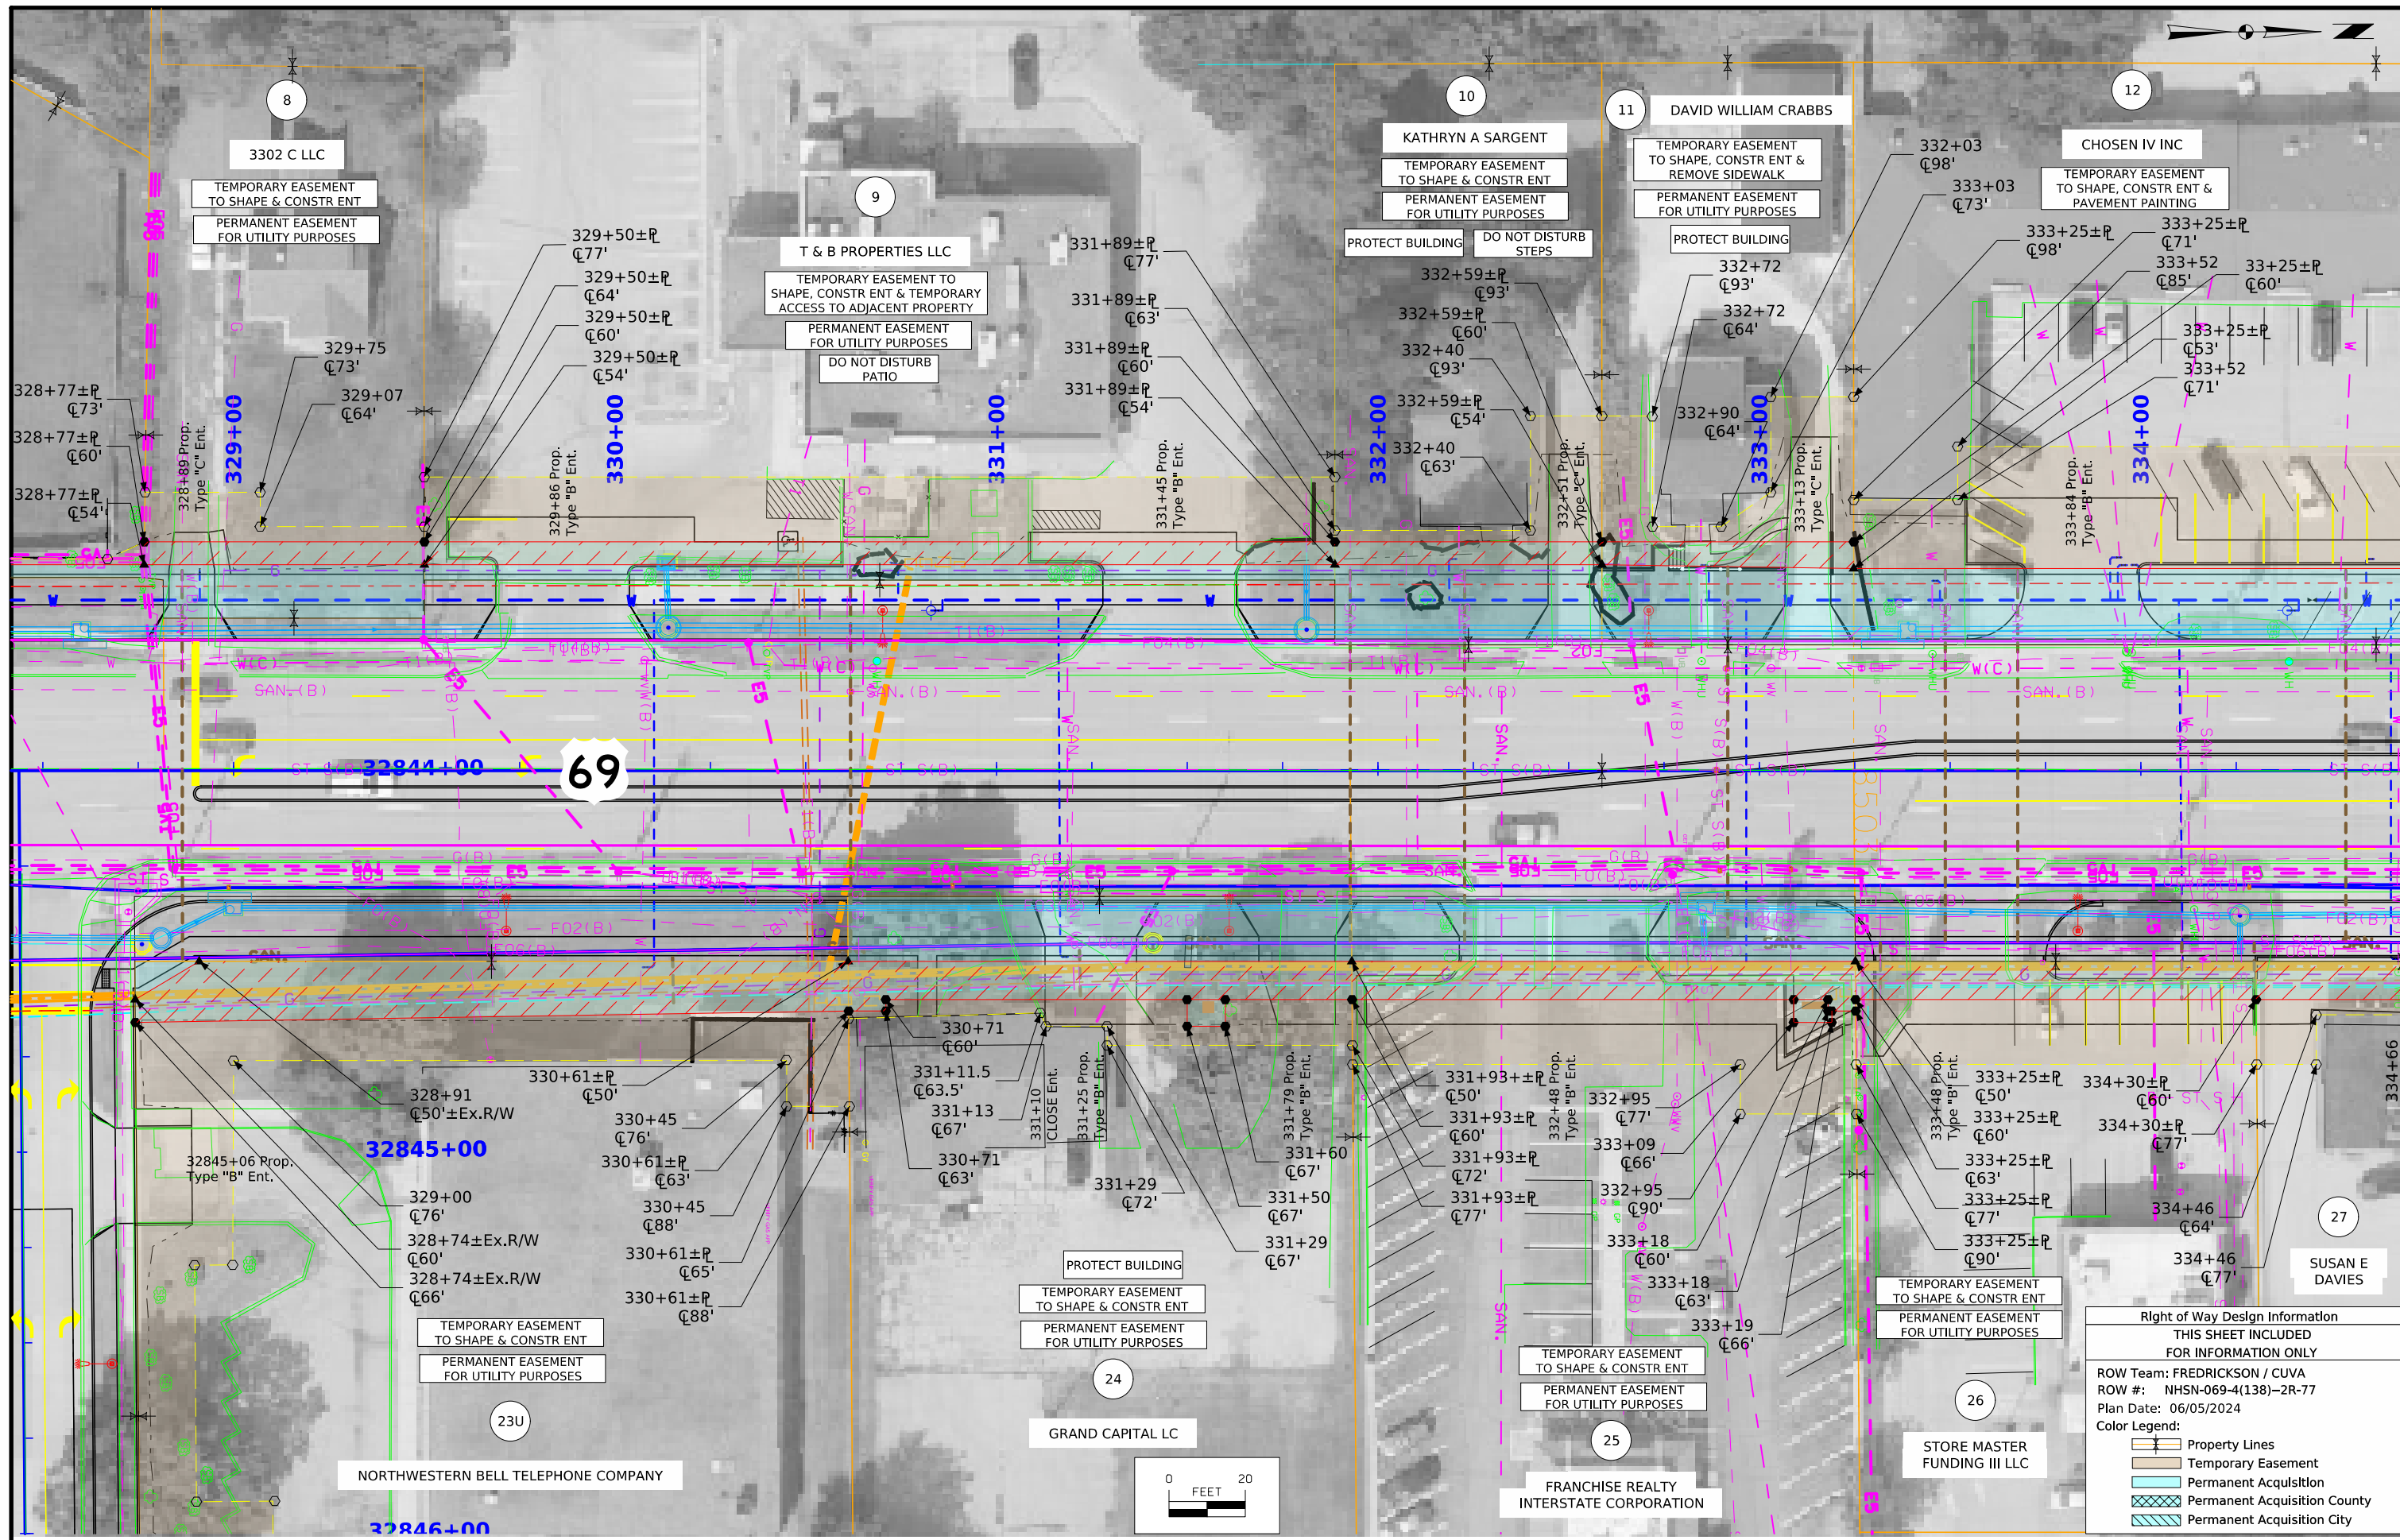 8
3302 C LLC
TEMPORARY EASEMENT
TO SHAPE & CONSTR ENT
PERMANENT EASEMENT
FOR UTILITY PURPOSES
9
T & B PROPERTIES LLC
TEMPORARY EASEMENT TO
SHAPE, CONSTR ENT & TEMPORARY
ACCESS TO ADJACENT PROPERTY
PERMANENT EASEMENT
FOR UTILITY PURPOSES
DO NOT DISTURB
PATIO
10
KATHRYN A SARGENT
TEMPORARY EASEMENT
TO SHAPE & CONSTR ENT
PERMANENT EASEMENT
FOR UTILITY PURPOSES
PROTECT BUILDING
DO NOT DISTURB
STEPS
11
DAVID WILLIAM CRABBS
TEMPORARY EASEMENT
TO SHAPE, CONSTR ENT &
REMOVE SIDEWALK
PERMANENT EASEMENT
FOR UTILITY PURPOSES
PROTECT BUILDING
12
CHOSEN IV INC
TEMPORARY EASEMENT
TO SHAPE, CONSTR ENT &
PAVEMENT PAINTING
328+77±℄
℄73'
328+77±℄
℄60'
328+77±℄
℄54'
329+75
℄73'
329+07
℄64'
329+50±℄
℄77'
329+50±℄
℄64'
329+50±℄
℄60'
329+50±℄
℄54'
331+89±℄
℄77'
331+89±℄
℄63'
331+89±℄
℄60'
331+89±℄
℄54'
332+59±℄
℄93'
332+59±℄
℄60'
332+40
℄93'
332+59±℄
℄54'
332+40
℄63'
332+72
℄93'
332+72
℄64'
332+90
℄64'
332+03
℄98'
333+03
℄73'
333+25±℄
℄98'
333+25±℄
℄71'
333+52
℄85'
33+25±℄
℄60'
333+25±℄
℄53'
333+52
℄71'
329+00
330+00
331+00
332+00
333+00
334+00
328+89 Prop.
Type "C" Ent.
329+86 Prop.
Type "B" Ent.
331+45 Prop.
Type "B" Ent.
332+51 Prop.
Type "C" Ent.
333+13 Prop.
Type "C" Ent.
333+84 Prop.
Type "B" Ent.
W(C)
SAN.(B)
T1(B)
FO4(B)
32844+00
69
ST S(B)
G(B)
FO2(B)
FO6(B)
FO5(B)
328+91
℄50'±Ex.R/W
32845+00
32845+06 Prop.
Type "B" Ent.
329+00
℄76'
328+74±Ex.R/W
℄60'
328+74±Ex.R/W
℄66'
330+61±℄
℄50'
330+45
℄76'
330+61±℄
℄63'
330+45
℄88'
330+61±℄
℄65'
330+61±℄
℄88'
330+71
℄60'
331+11.5
℄63.5'
331+13
℄67'
330+71
℄63'
331+10
CLOSE Ent.
331+25 Prop.
Type "B" Ent.
331+29
℄72'
331+79 Prop.
Type "B" Ent.
331+60
℄67'
331+50
℄67'
331+29
℄67'
331+93+±℄
℄50'
331+93±℄
℄60'
331+93±℄
℄72'
331+93±℄
℄77'
332+48 Prop.
Type "B" Ent.
332+95
℄77'
333+09
℄66'
332+95
℄90'
333+18
℄60'
333+18
℄63'
333+19
℄66'
333+48 Prop.
Type "B" Ent.
333+25±℄
℄50'
333+25±℄
℄60'
333+25±℄
℄63'
333+25±℄
℄77'
333+25±℄
℄90'
334+30±℄
℄60'
334+30±℄
℄77'
334+46
℄64'
334+46
℄77'
334+66
TEMPORARY EASEMENT
TO SHAPE & CONSTR ENT
PERMANENT EASEMENT
FOR UTILITY PURPOSES
23U
NORTHWESTERN BELL TELEPHONE COMPANY
32846+00
PROTECT BUILDING
TEMPORARY EASEMENT
TO SHAPE & CONSTR ENT
PERMANENT EASEMENT
FOR UTILITY PURPOSES
24
GRAND CAPITAL LC
0 20
FEET
TEMPORARY EASEMENT
TO SHAPE & CONSTR ENT
PERMANENT EASEMENT
FOR UTILITY PURPOSES
25
FRANCHISE REALTY
INTERSTATE CORPORATION
TEMPORARY EASEMENT
TO SHAPE & CONSTR ENT
PERMANENT EASEMENT
FOR UTILITY PURPOSES
26
STORE MASTER
FUNDING III LLC
27
SUSAN E
DAVIES
Right of Way Design Information
THIS SHEET INCLUDED
FOR INFORMATION ONLY
ROW Team: FREDRICKSON / CUVA
ROW #: NHSN-069-4(138)--2R-77
Plan Date: 06/05/2024
Color Legend:
Property Lines
Temporary Easement
Permanent Acquisition
Permanent Acquisition County
Permanent Acquisition City